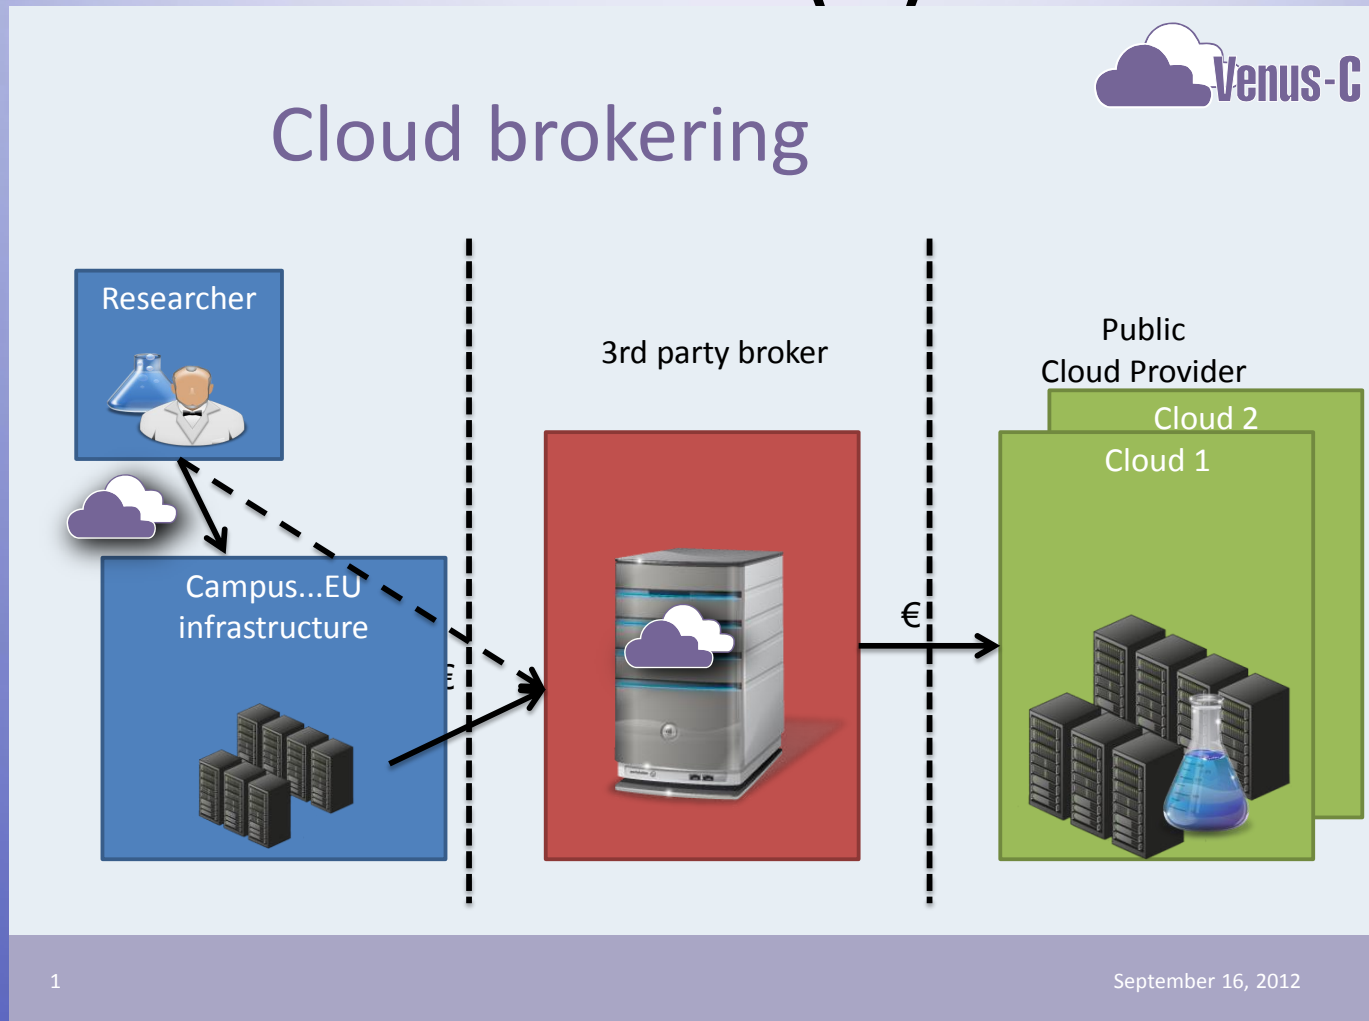 Venus-C
Cloud brokering
Researcher
3rd party broker
Public
Cloud Provider
Cloud 2
Cloud 1
Campus...EU
infrastructure
€
€
1
September 16, 2012